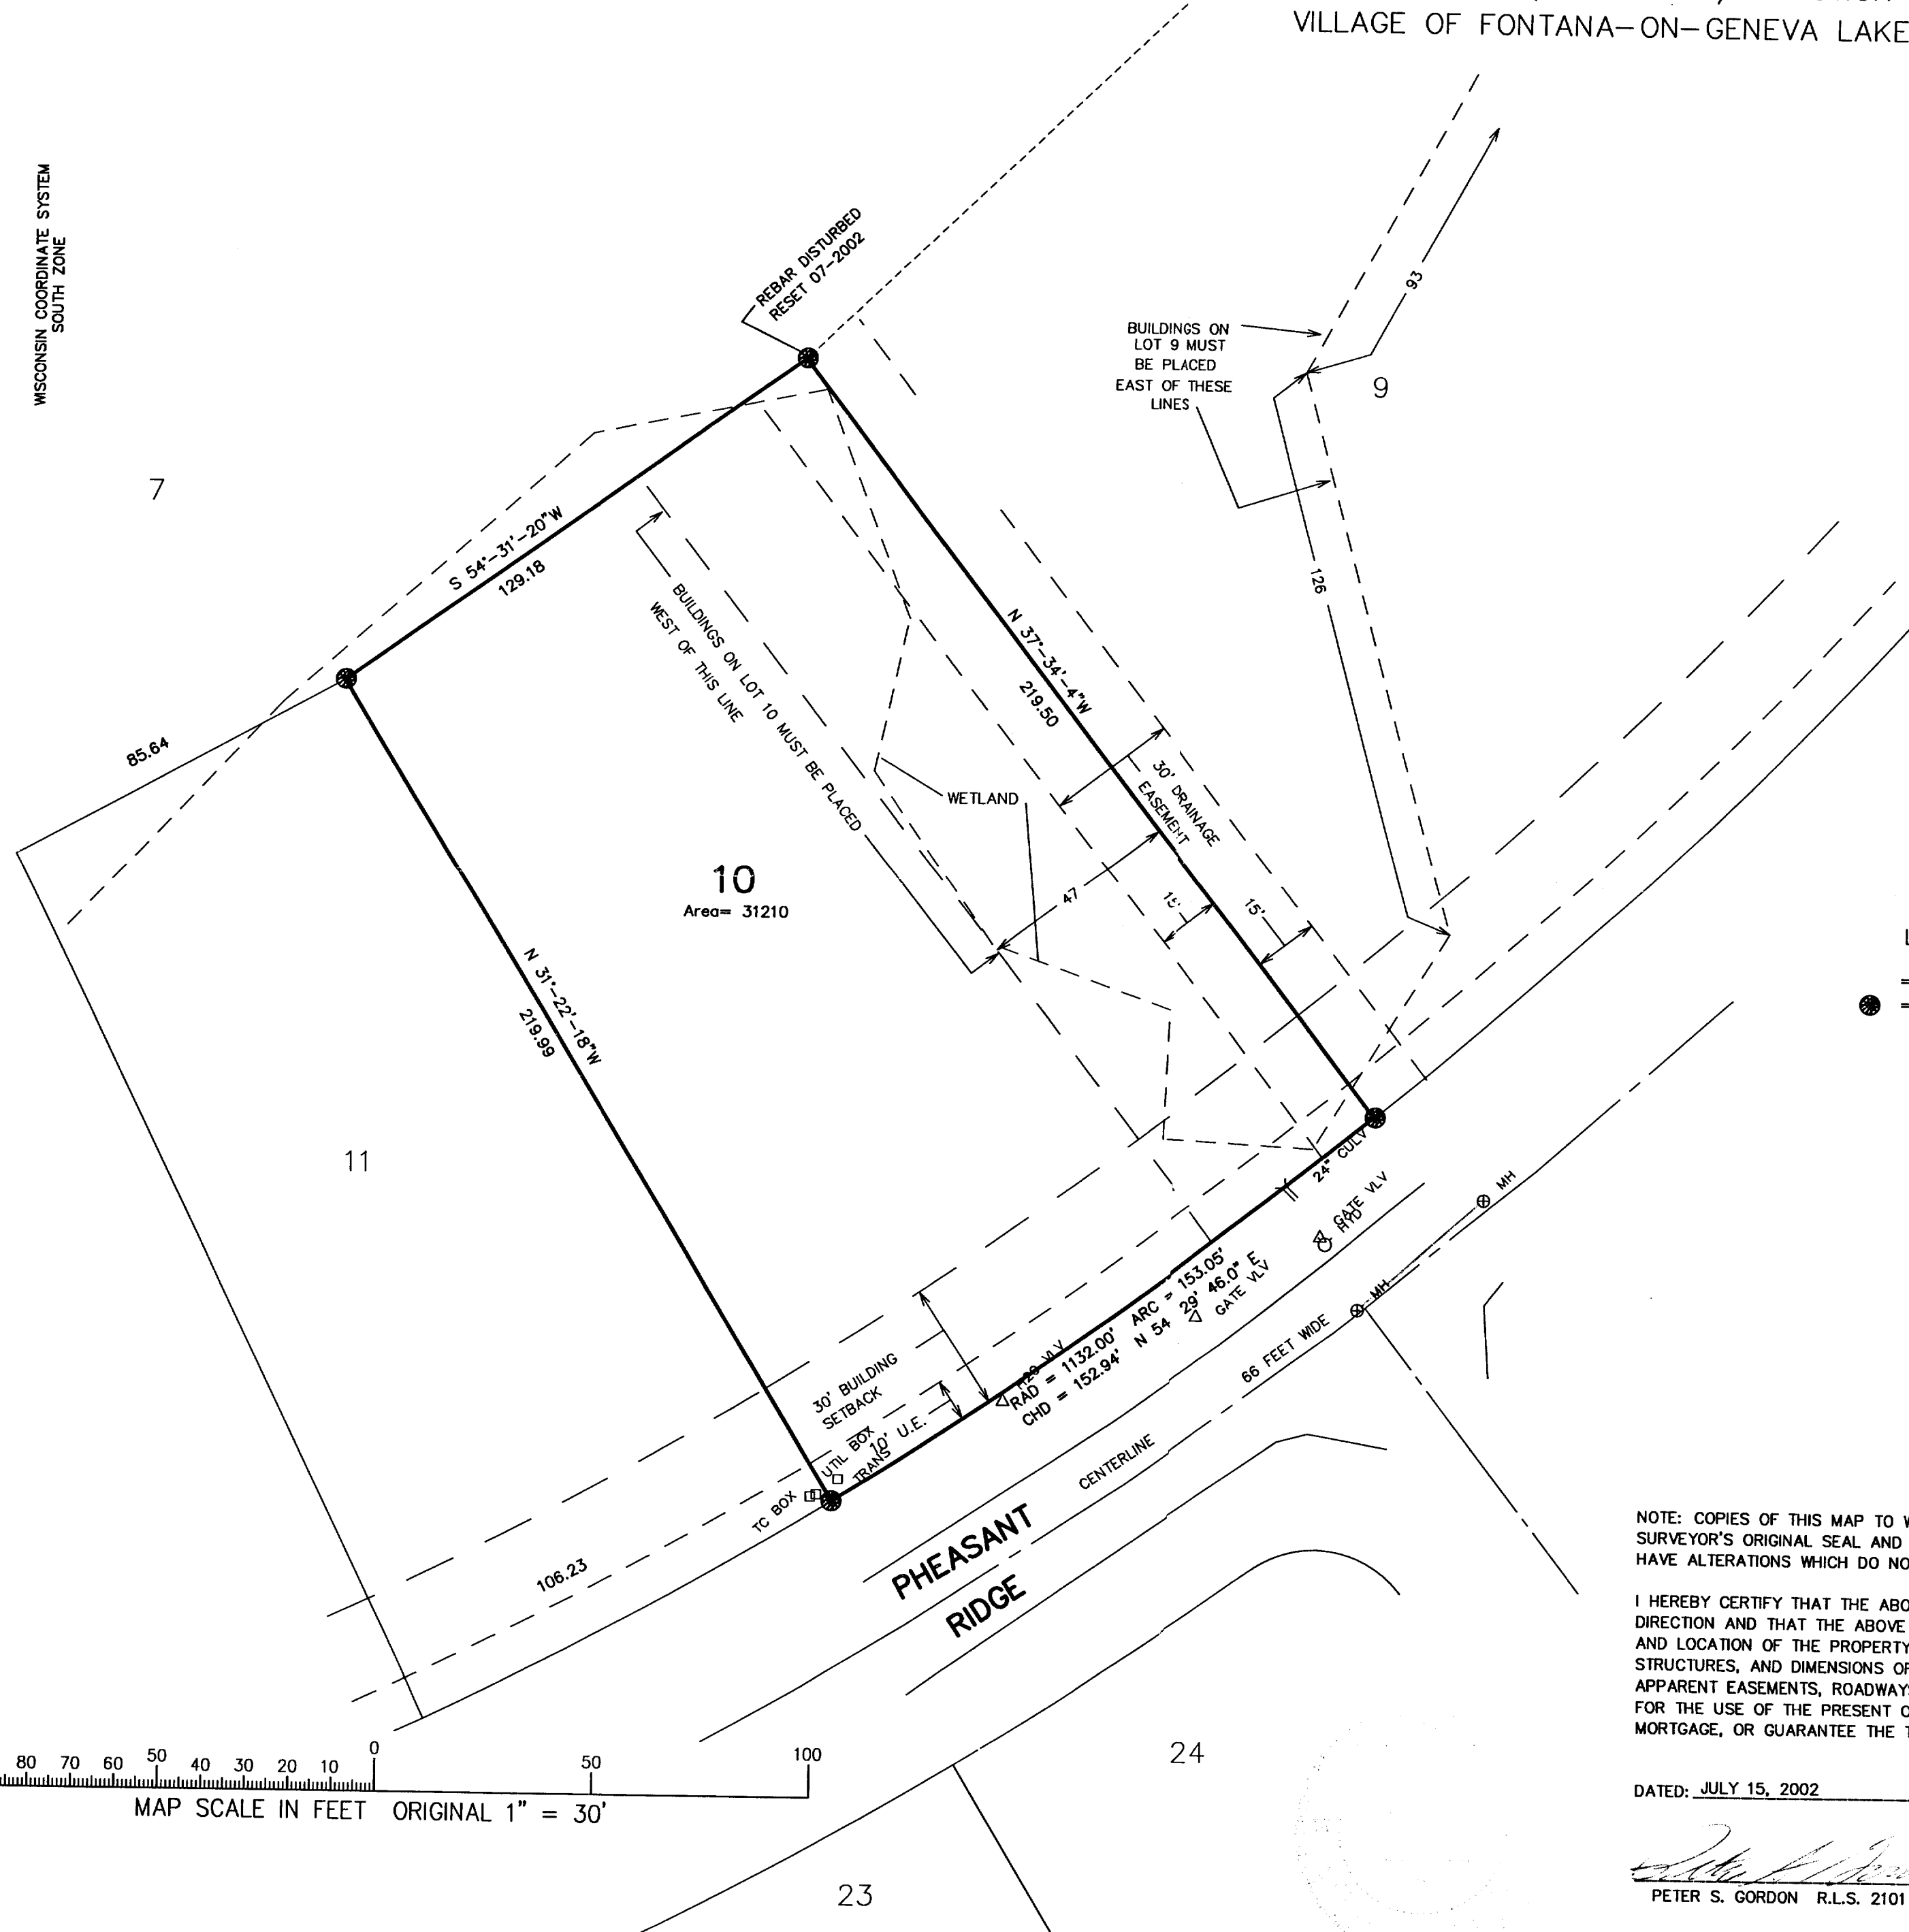 VILLAGE OF FONTANA-ON-GENEVA LAKE
WISCONSIN COORDINATE SYSTEM
SOUTH ZONE
REBAR DISTURBED
RESET 07-2002
BUILDINGS ON
LOT 9 MUST
BE PLACED
EAST OF THESE
LINES
93
9
7
126
S 54°-31'-20"W
129.18
BUILDINGS ON LOT 10 MUST BE PLACED
WEST OF THIS LINE
N 37°-34'-4"W
219.50
85.64
WETLAND
30' DRAINAGE
EASEMENT
47
15'
15'
10
Area= 31210
N 31°-22'-18"W
219.99
11
24" CULV
GATE VLV
HYD
MH
MH
GATE VLV
H2O VLV
RAD = 1132.00' ARC = 153.05'
CHD = 152.94' N 54 29' 46.0" E
66 FEET WIDE
CENTERLINE
30' BUILDING
SETBACK
10' U.E.
UTIL BOX
TRANS
TC BOX
106.23
PHEASANT
RIDGE
L
=
=
NOTE: COPIES OF THIS MAP TO W
SURVEYOR'S ORIGINAL SEAL AND
HAVE ALTERATIONS WHICH DO NO
I HEREBY CERTIFY THAT THE ABO
DIRECTION AND THAT THE ABOVE
AND LOCATION OF THE PROPERTY
STRUCTURES, AND DIMENSIONS OF
APPARENT EASEMENTS, ROADWAYS
FOR THE USE OF THE PRESENT O
MORTGAGE, OR GUARANTEE THE T
80 70 60 50 40 30 20 10 0 50 100
MAP SCALE IN FEET ORIGINAL 1" = 30'
24
23
DATED: JULY 15, 2002
PETER S. GORDON R.L.S. 2101